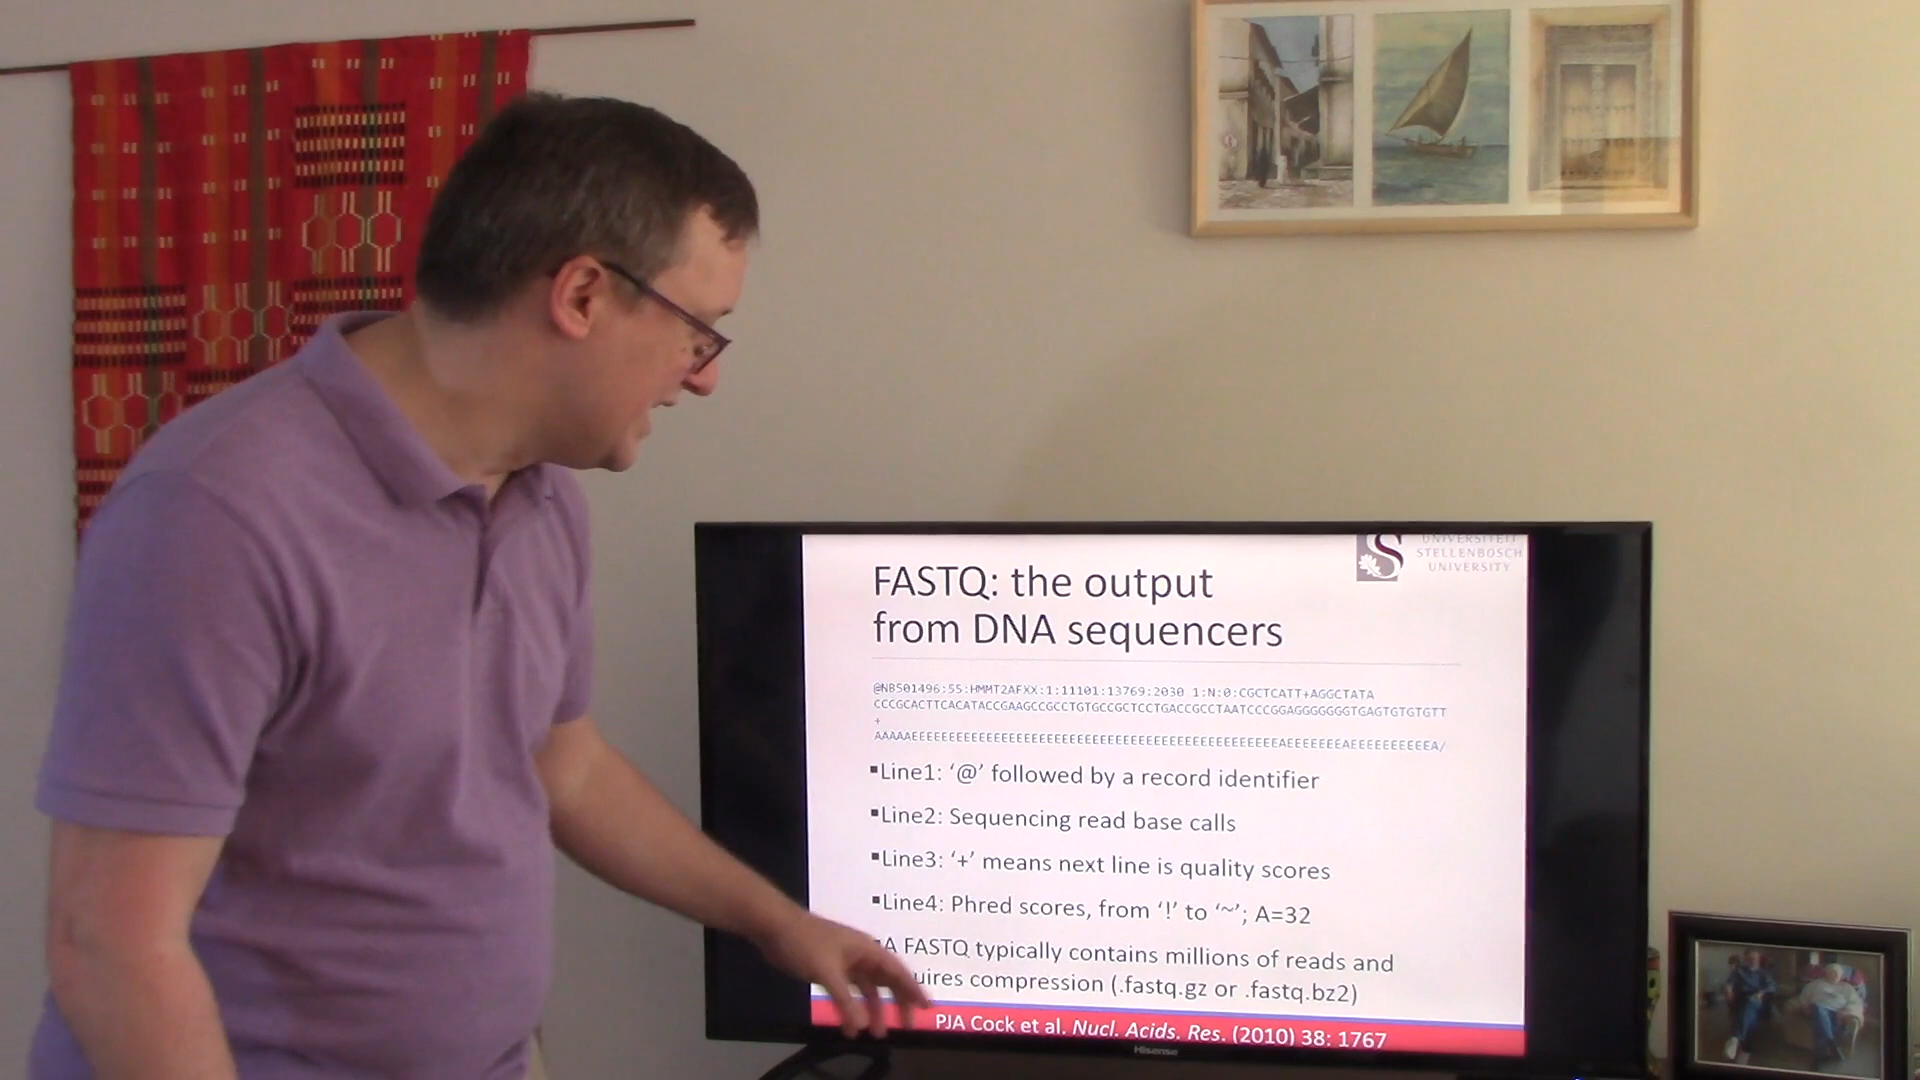 UNIVERSITEIT
STELLENBOSCH
UNIVERSITY
FASTQ: the output
from DNA sequencers
@NB501496:55:HMMT2AFXX:1:11101:13769:2030 1:N:0:CGCTCATT+AGGCTATA
CCCGCACTTCACATACCGAAGCCGCCTGTGCCGCTCCTGACCGCCTAATCCCGGAGGGGGGGTGAGTGTGTGTT
+
▪Line1: ‘@’ followed by a record identifier
▪Line2: Sequencing read base calls
▪Line3: ‘+’ means next line is quality scores
▪Line4: Phred scores, from ‘!’ to ‘~’; A=32
▪A FASTQ typically contains millions of reads and
uires compression (.fastq.gz or .fastq.bz2)
PJA Cock et al. Nucl. Acids. Res. (2010) 38: 1767
Hisense